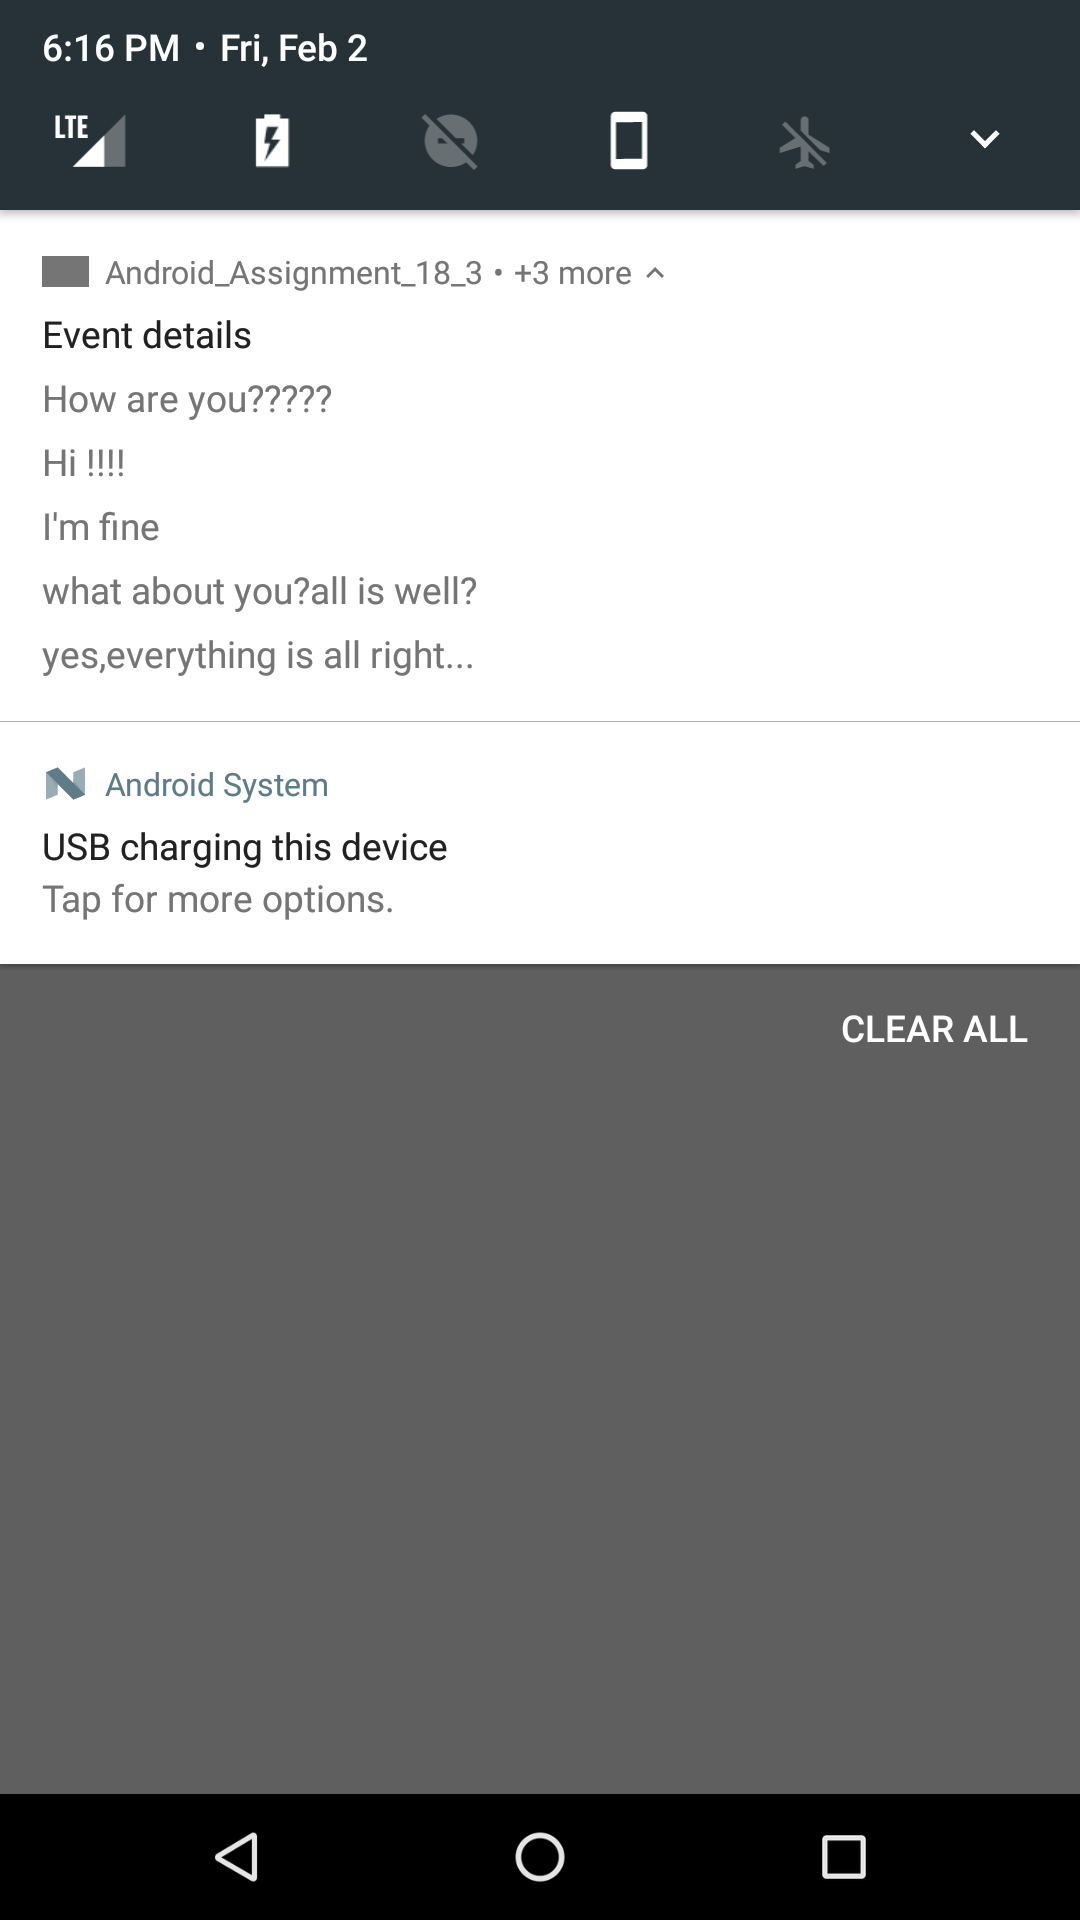 6:16 PM • Fri, Feb 2
LTE
Android_Assignment_18_3 • +3 more
Event details
How are you?????
Hi !!!!
I'm fine
what about you?all is well?
yes,everything is all right...
Android System
USB charging this device
Tap for more options.
CLEAR ALL